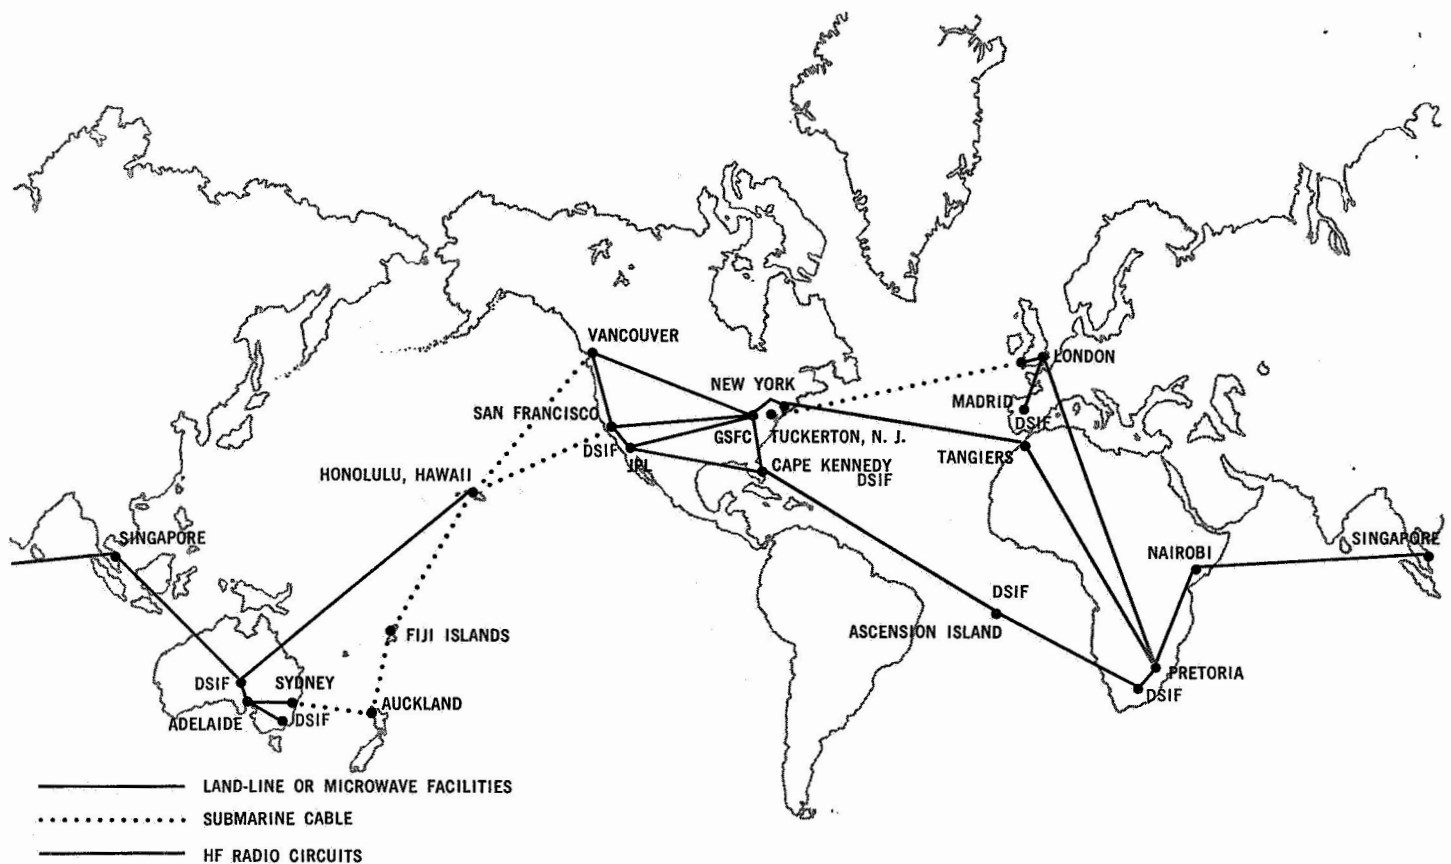 VANCOUVER
LONDON
NEW YORK
MADRID
DSIF
SAN FRANCISCO
GSFC
TUCKERTON, N. J.
DSIF
JPL
TANGIERS
CAPE KENNEDY
DSIF
HONOLULU, HAWAII
SINGAPORE
NAIROBI
SINGAPORE
DSIF
ASCENSION ISLAND
FIJI ISLANDS
PRETORIA
DSIF
DSIF
SYDNEY
AUCKLAND
ADELAIDE
DSIF
LAND-LINE OR MICROWAVE FACILITIES
SUBMARINE CABLE
HF RADIO CIRCUITS